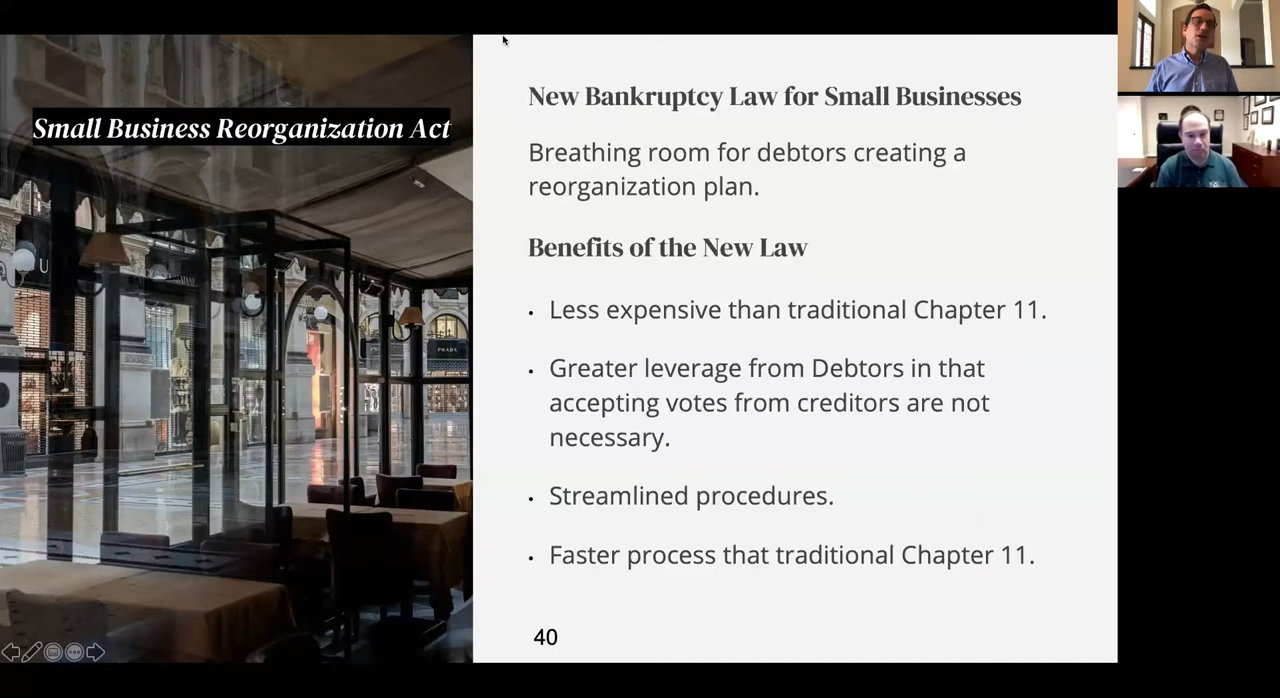 Small Business Reorganization Act
New Bankruptcy Law for Small Businesses
Breathing room for debtors creating a
reorganization plan.
Benefits of the New Law
• Less expensive than traditional Chapter 11.
• Greater leverage from Debtors in that
accepting votes from creditors are not
necessary.
• Streamlined procedures.
• Faster process that traditional Chapter 11.
40
U
PRADA